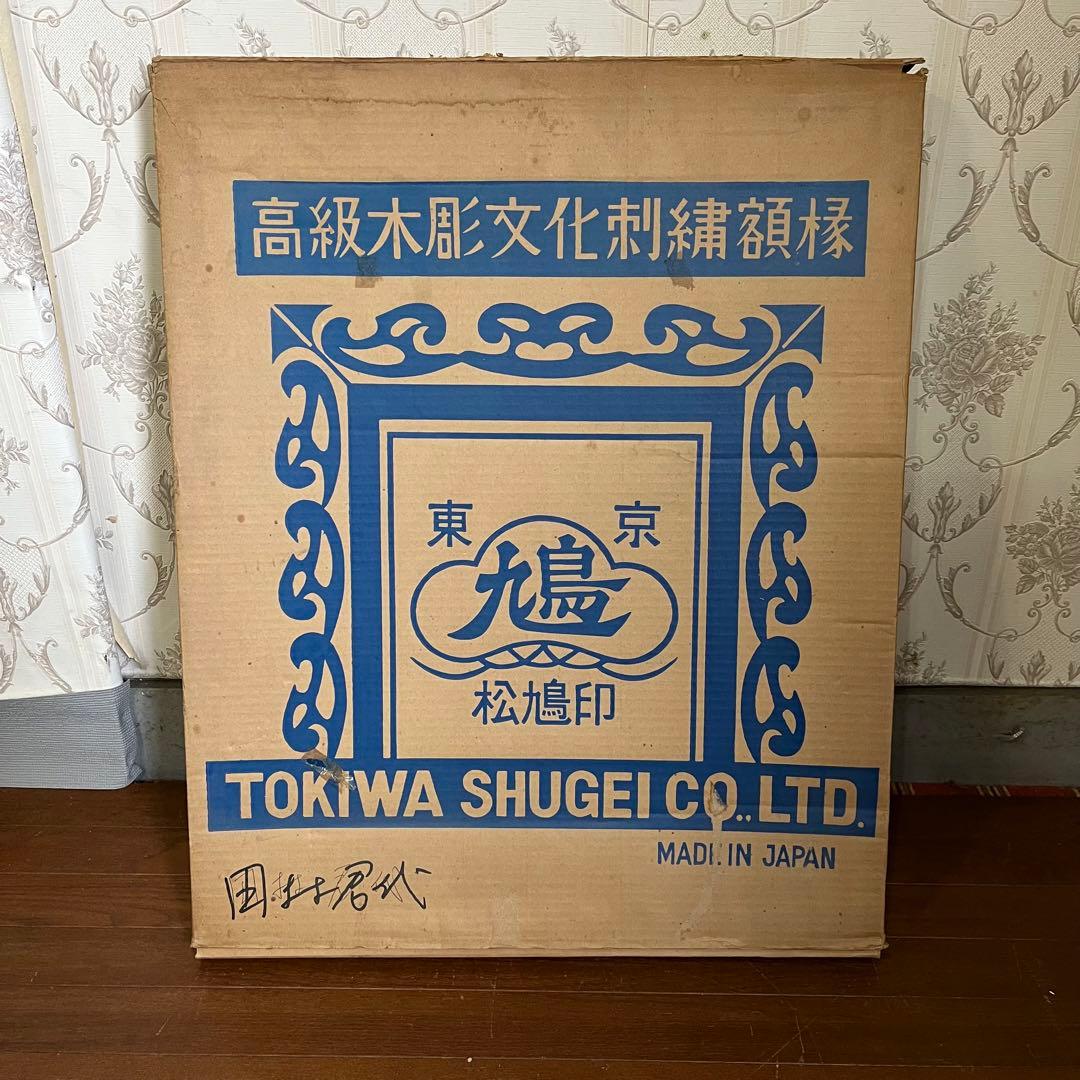 高級木彫文化刺繍額椽
東京
鳩
松鳩印
TOKIWA SHUGEI CO., LTD.
MADE IN JAPAN